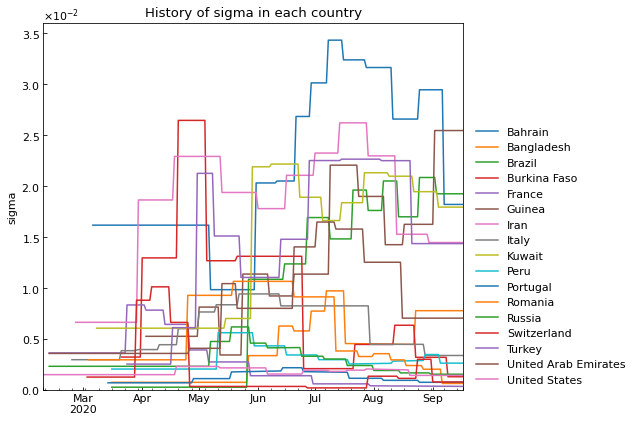 History of sigma in each country
×10⁻²
3.5
3.0
2.5
2.0
1.5
1.0
0.5
0.0
sigma
Mar Apr May Jun Jul Aug Sep
2020
Bahrain
Bangladesh
Brazil
Burkina Faso
France
Guinea
Iran
Italy
Kuwait
Peru
Portugal
Romania
Russia
Switzerland
Turkey
United Arab Emirates
United States